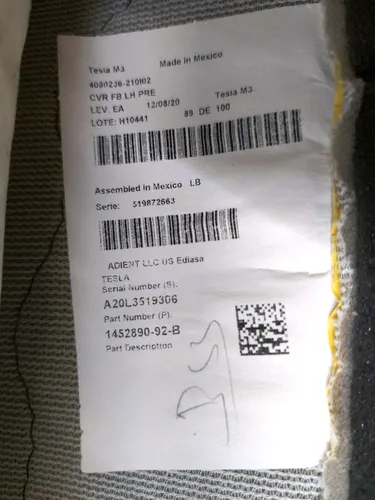 Tesla M3 Made in Mexico
4080236-210I02
CVR FB LH PRE
LEV. EA 12/08/20 Tesla M3
LOTE: H10441 89 DE 100
Assembled in Mexico LB
Serie: 519872663
ADIENT LLC US Ediasa
TESLA
Serial Number (S).
A20L3519306
Part Number (P).
1452890-92-B
Part Description